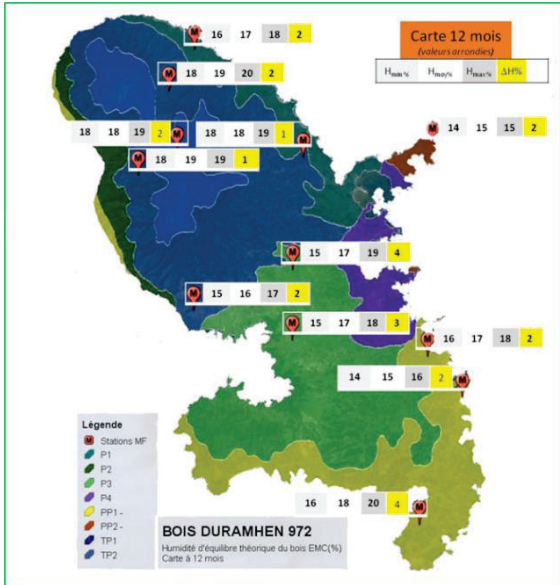 Carte 12 mois
(valeurs arrondies)
Hmin % Hmoy% Hmax% ΔH%
M 16 17 18 2
M 18 19 20 2
18 18 19 2 M
18 18 19 1 M
M 14 15 15 2
M 18 19 19 1
M 15 17 19 4
M 15 16 17 2
M 15 17 18 3
M 16 17 18 2
14 15 16 2 M
16 18 20 4 M
Légende
M Stations MF
P1
P2
P3
P4
PP1 -
PP2 -
TP1
TP2
BOIS DURAMHEN 972
Humidité d'équilibre théorique du bois EMC(%)
Carte à 12 mois